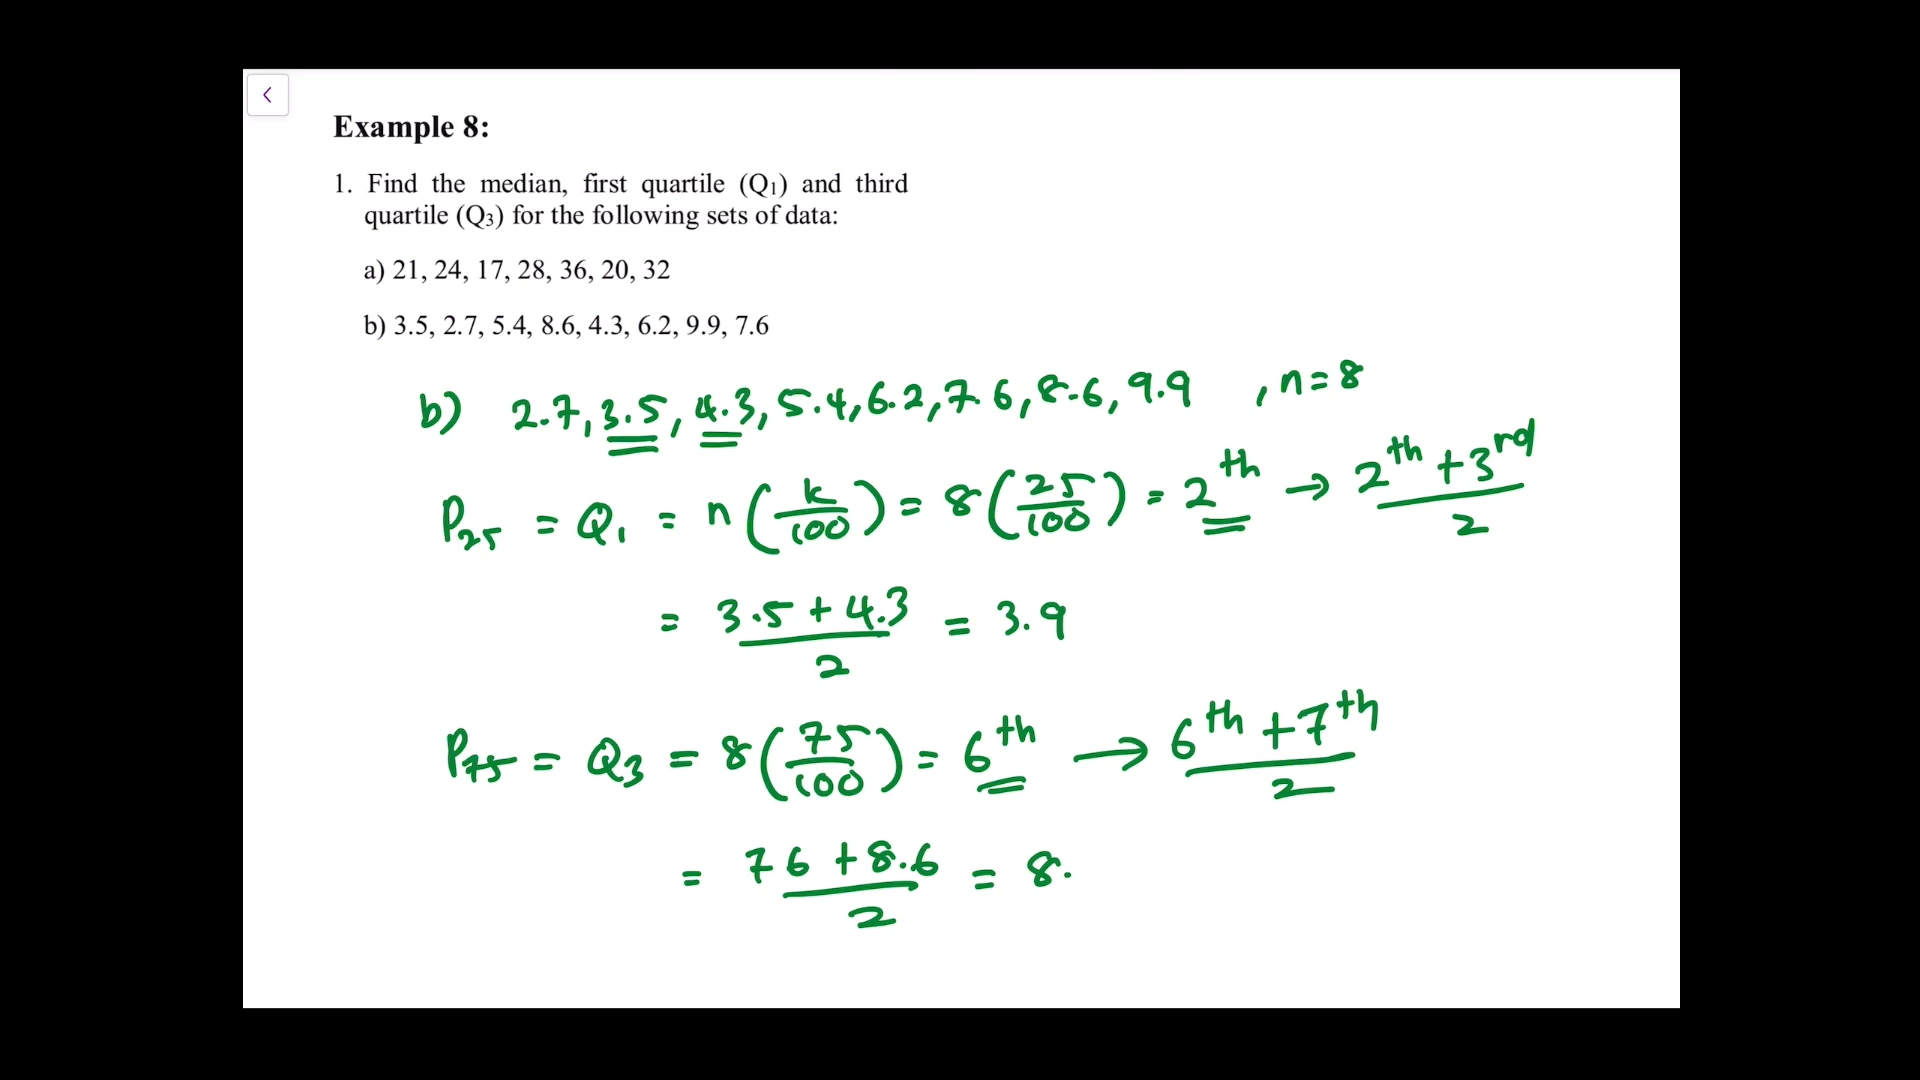 Example 8:
1. Find the median, first quartile (Q₁) and third
quartile (Q₃) for the following sets of data:
a) 21, 24, 17, 28, 36, 20, 32
b) 3.5, 2.7, 5.4, 8.6, 4.3, 6.2, 9.9, 7.6
b) 2.7, 3.5, 4.3, 5.4, 6.2, 7.6, 8.6, 9.9 , n = 8
P₂₅ = Q₁ = n (k/100) = 8 (25/100) = 2ᵗʰ → (2ᵗʰ + 3ʳᵈ)/2
= (3.5 + 4.3)/2 = 3.9
P₇₅ = Q₃ = 8 (75/100) = 6ᵗʰ → (6ᵗʰ + 7ᵗʰ)/2
= (7 6 + 8.6)/2 = 8.